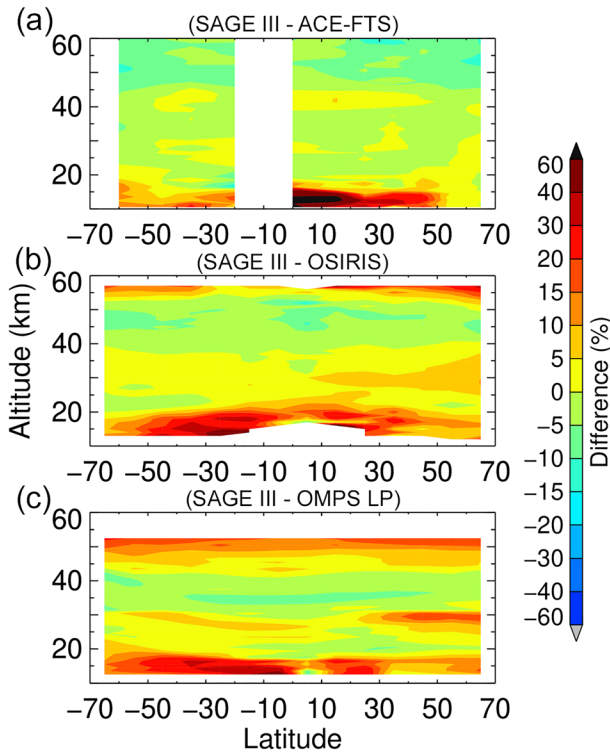 (a) (SAGE III - ACE-FTS)
60
40
20
−70 −50 −30 −10 10 30 50 70
(b) (SAGE III - OSIRIS)
60
40
20
−70 −50 −30 −10 10 30 50 70
(c) (SAGE III - OMPS LP)
60
40
20
−70 −50 −30 −10 10 30 50 70
Latitude
Altitude (km)
60
40
30
20
15
10
5
0
−5
−10
−15
−20
−30
−40
−60
Difference (%)